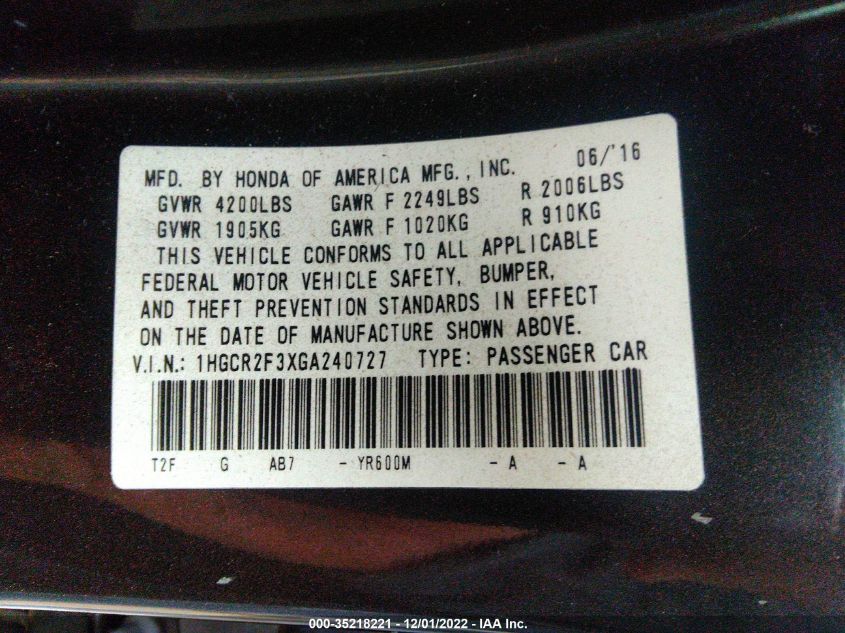 MFD. BY HONDA OF AMERICA MFG., INC. 06/'16
GVWR 4200LBS GAWR F 2249LBS R 2006LBS
GVWR 1905KG GAWR F 1020KG R 910KG
THIS VEHICLE CONFORMS TO ALL APPLICABLE
FEDERAL MOTOR VEHICLE SAFETY, BUMPER,
AND THEFT PREVENTION STANDARDS IN EFFECT
ON THE DATE OF MANUFACTURE SHOWN ABOVE.
V.I.N.: 1HGCR2F3XGA240727 TYPE: PASSENGER CAR
T2F G AB7 - YR600M - A - A
000-35218221 - 12/01/2022 - IAA Inc.